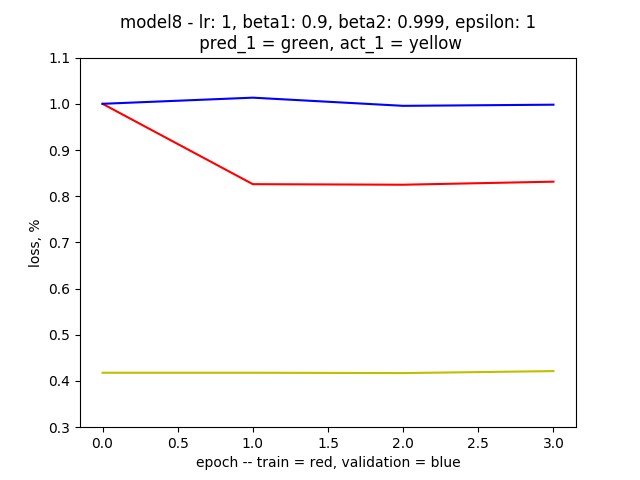 model8 - lr: 1, beta1: 0.9, beta2: 0.999, epsilon: 1
pred_1 = green, act_1 = yellow
1.1
1.0
0.9
0.8
0.7
0.6
0.5
0.4
0.3
loss, %
0.0 0.5 1.0 1.5 2.0 2.5 3.0
epoch -- train = red, validation = blue